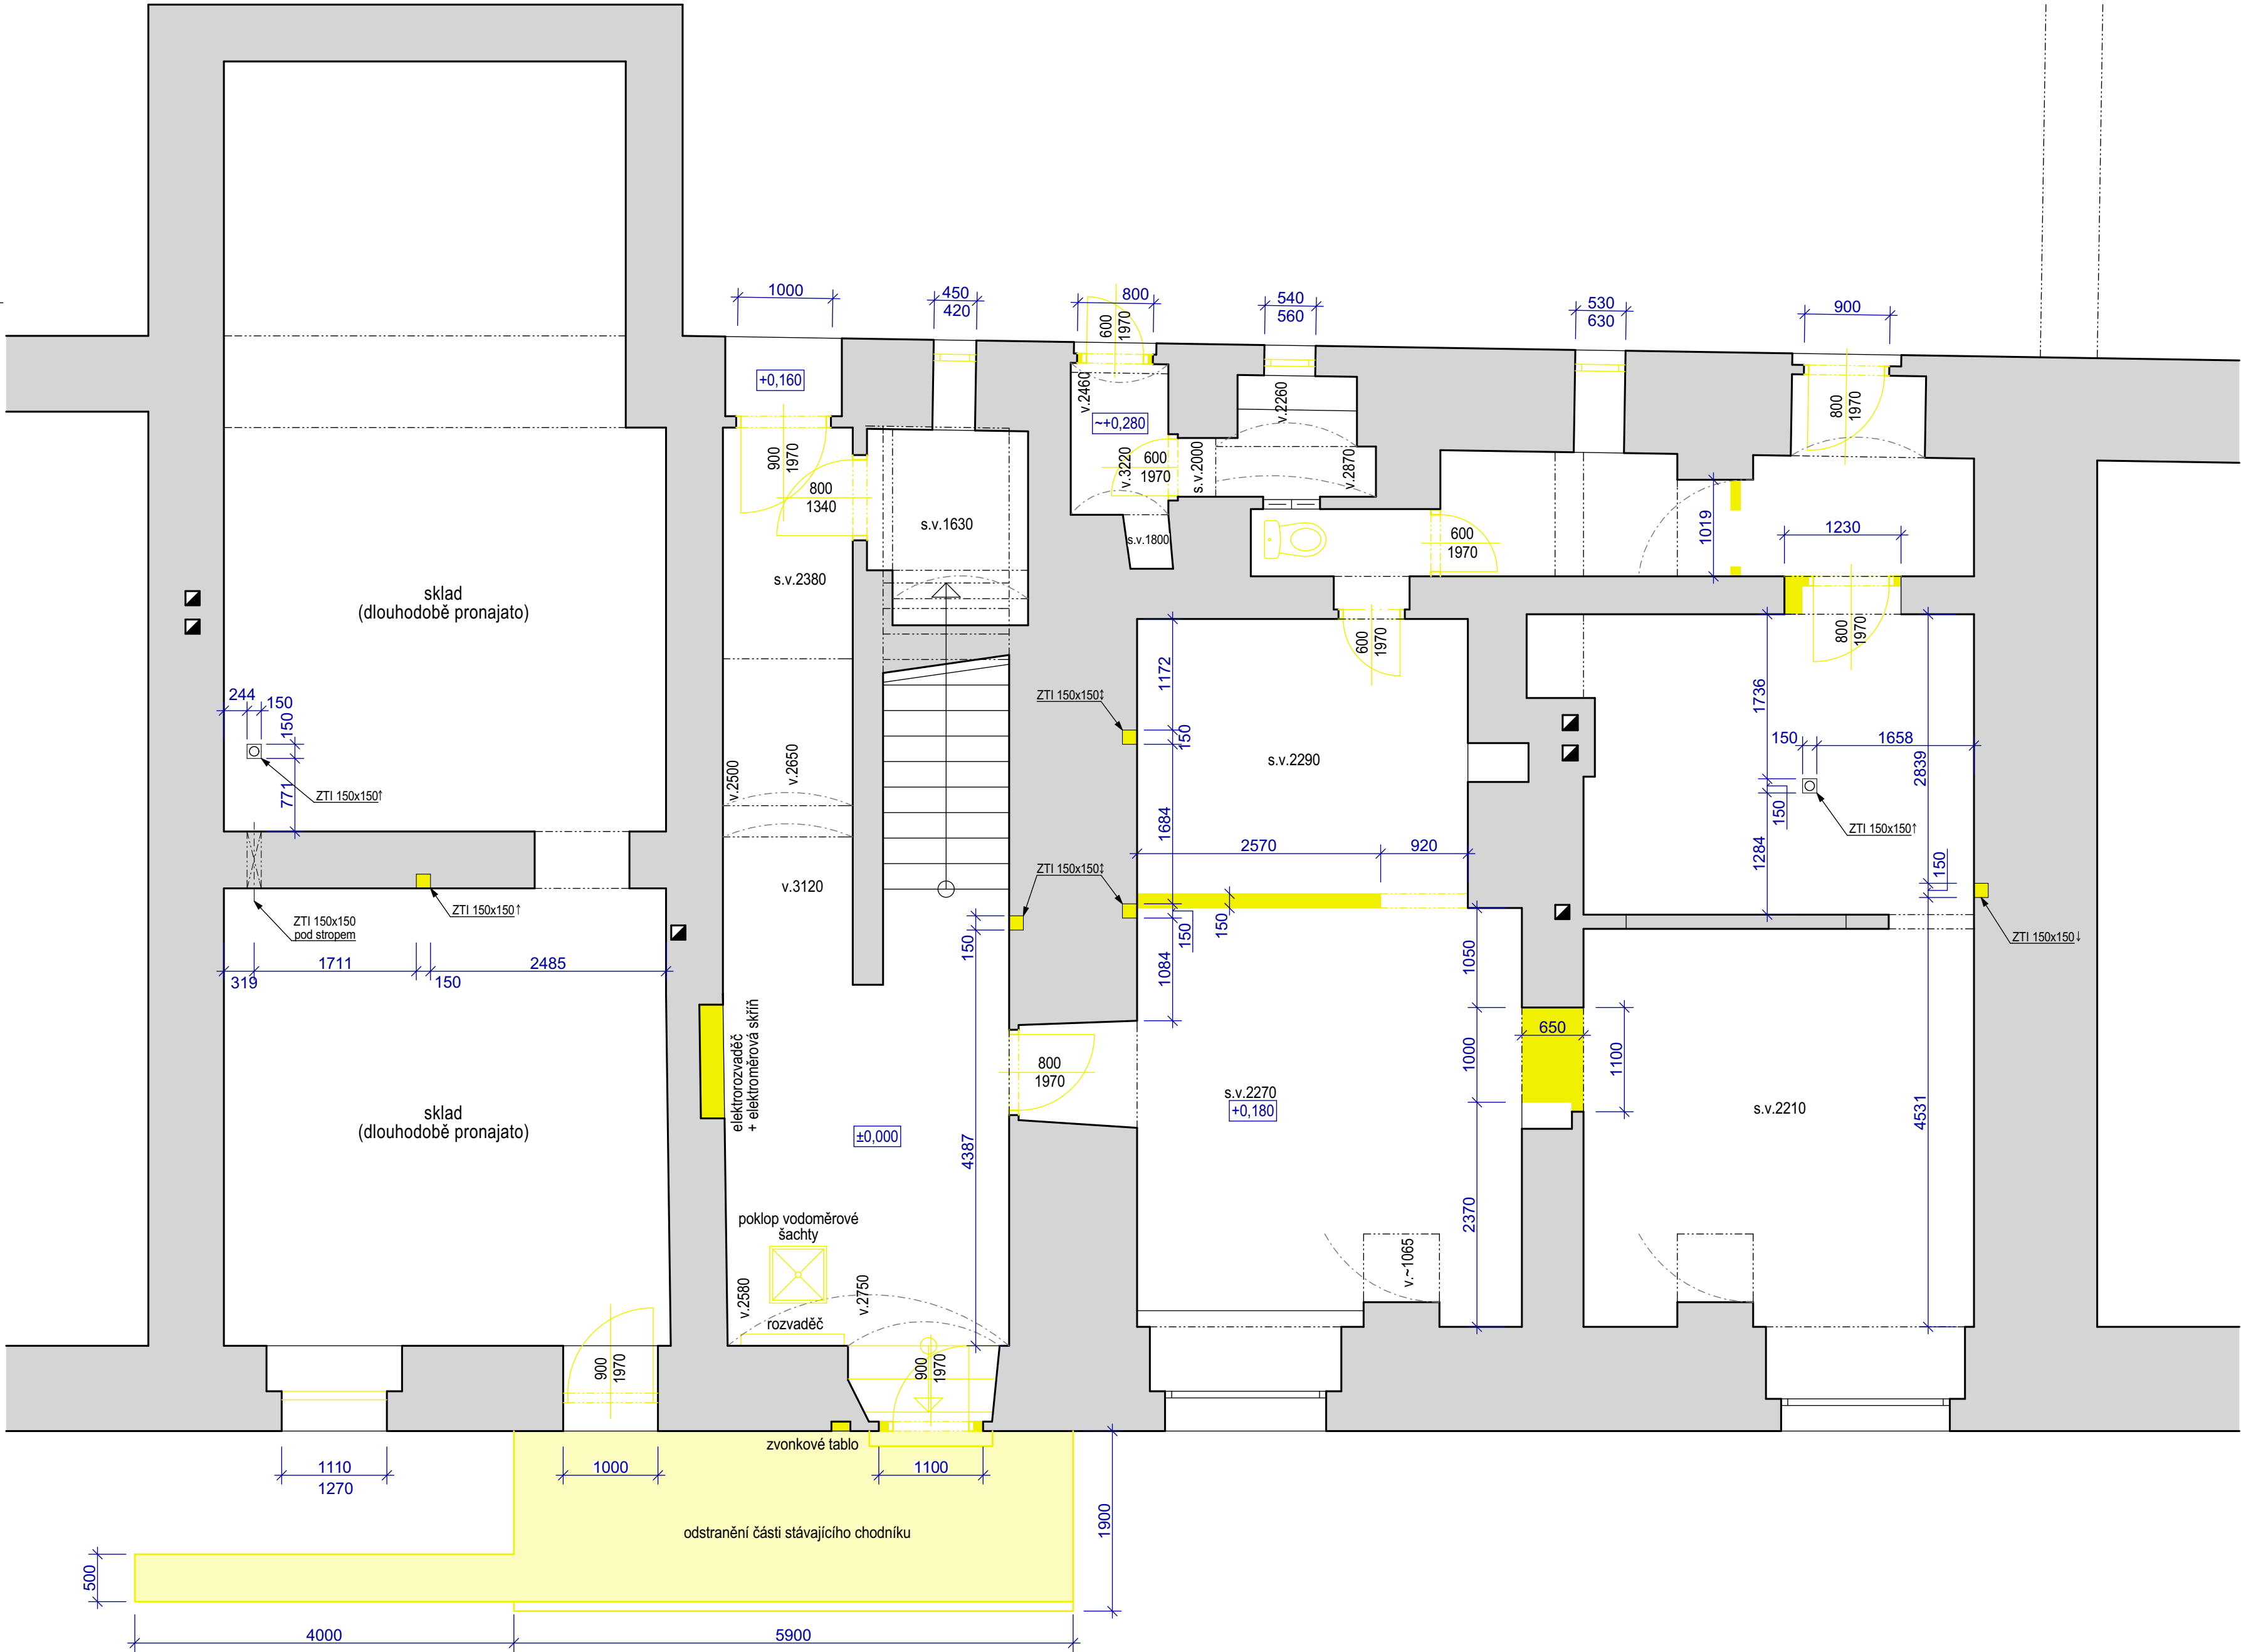 1000
450
420
800
540
560
530
630
900
600
1970
+0,160
v.2460
~+0,280
v.2260
800
1970
900
1970
800
1340
v.3220
600
1970
s.v.2000
v.2870
s.v.1630
s.v.1800
600
1970
1019
1230
s.v.2380
sklad
(dlouhodobě pronajato)
600
1970
800
1970
244
150
150
771
ZTI 150x150↑
ZTI 150x150↕
1172
150
1684
s.v.2290
1736
150
1658
2839
150
1284
ZTI 150x150↑
v.2500
v.2650
v.3120
ZTI 150x150↕
2570
920
150
150
1084
150
ZTI 150x150↑
ZTI 150x150
pod stropem
319
1711
150
2485
150
1050
150
ZTI 150x150↓
elektrorozvaděč
+ elektroměrová skříň
800
1970
650
1000
1100
s.v.2270
+0,180
s.v.2210
4531
sklad
(dlouhodobě pronajato)
±0,000
4387
2370
poklop vodoměrové
šachty
v.2580
v.2750
v.~1065
rozvaděč
900
1970
900
1970
zvonkové tablo
1110
1270
1000
1100
1900
odstranění části stávajícího chodníku
500
4000
5900